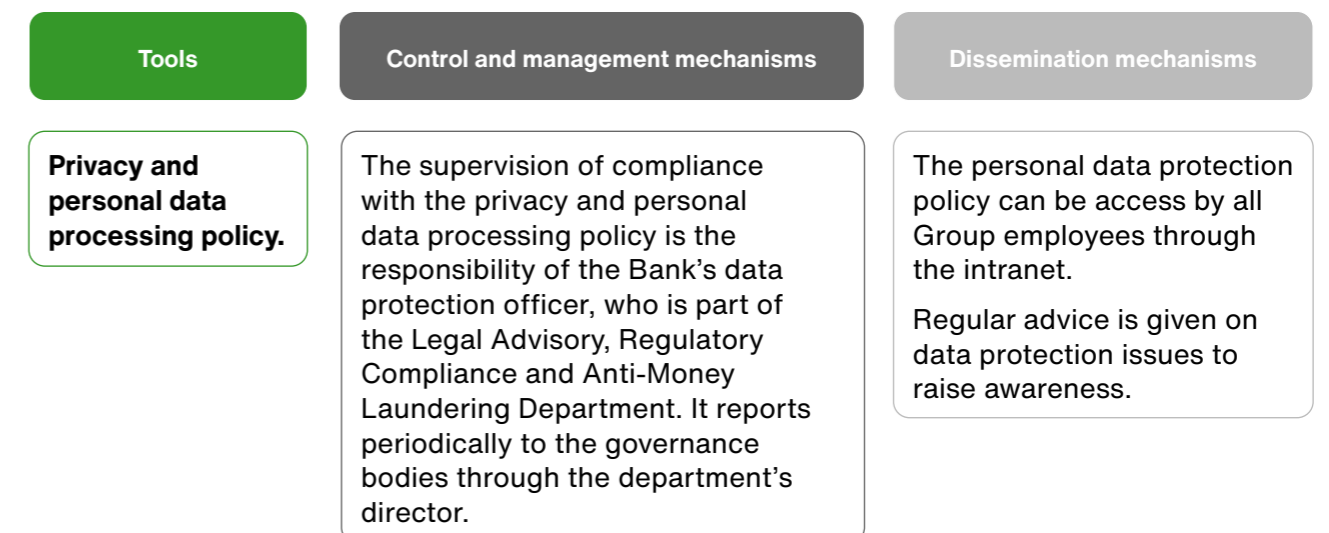 Tools
Control and management mechanisms
Dissemination mechanisms
Privacy and
personal data
processing policy.
The supervision of compliance
with the privacy and personal
data processing policy is the
responsibility of the Bank’s data
protection officer, who is part of
the Legal Advisory, Regulatory
Compliance and Anti-Money
Laundering Department. It reports
periodically to the governance
bodies through the department’s
director.
The personal data protection
policy can be access by all
Group employees through
the intranet.
Regular advice is given on
data protection issues to
raise awareness.